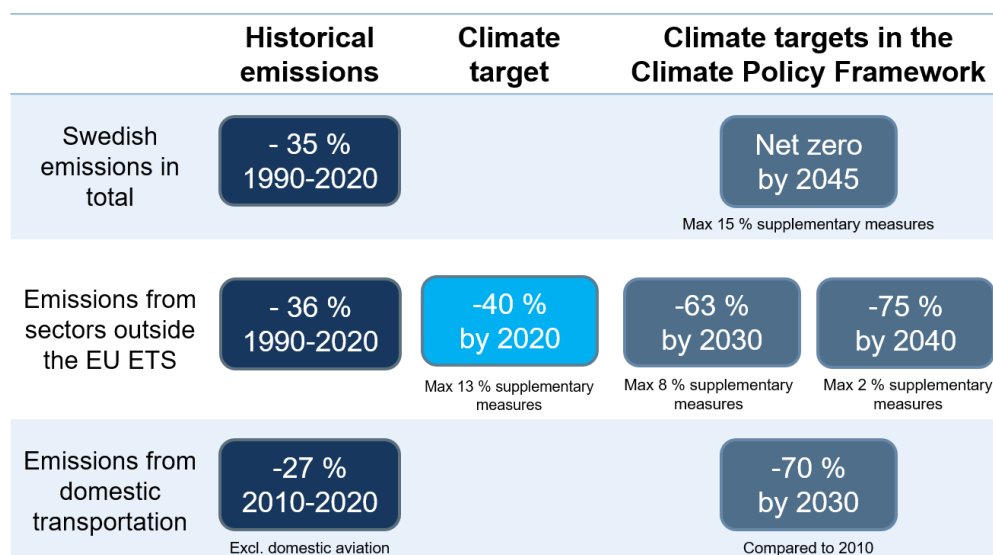 Historical
emissions
Climate
target
Climate targets in the
Climate Policy Framework
Swedish
emissions in
total
- 35 %
1990-2020
Net zero
by 2045
Max 15 % supplementary measures
Emissions from
sectors outside
the EU ETS
- 36 %
1990-2020
-40 %
by 2020
Max 13 % supplementary
measures
-63 %
by 2030
Max 8 % supplementary
measures
-75 %
by 2040
Max 2 % supplementary
measures
Emissions from
domestic
transportation
-27 %
2010-2020
Excl. domestic aviation
-70 %
by 2030
Compared to 2010